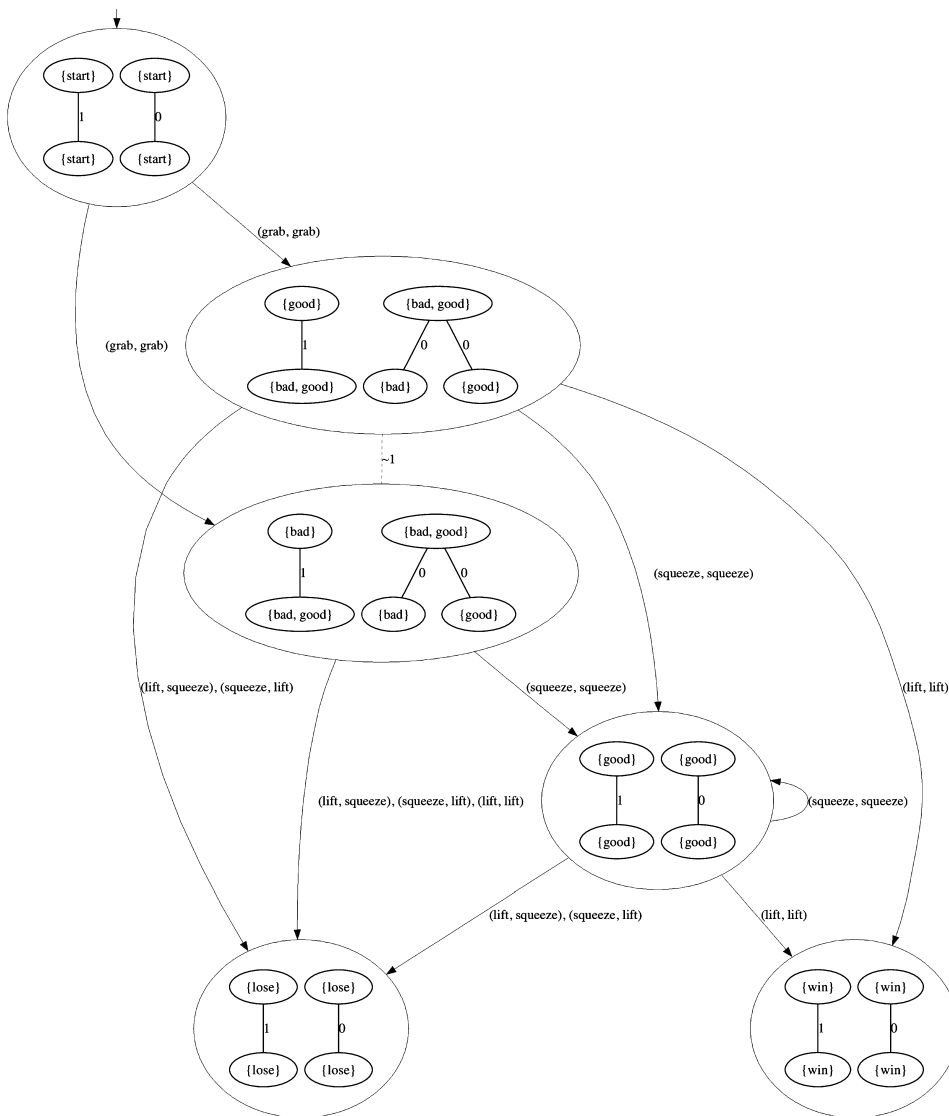 {start} {start}
1 0
{start} {start}
(grab, grab)
(grab, grab)
{good} {bad, good}
1 0 0
{bad, good} {bad} {good}
~1
{bad} {bad, good}
1 0 0
{bad, good} {bad} {good}
(squeeze, squeeze)
(lift, squeeze), (squeeze, lift) (squeeze, squeeze) (lift, lift)
{good} {good}
(lift, squeeze), (squeeze, lift), (lift, lift) 1 0 (squeeze, squeeze)
{good} {good}
(lift, squeeze), (squeeze, lift) (lift, lift)
{lose} {lose} {win} {win}
1 0 1 0
{lose} {lose} {win} {win}